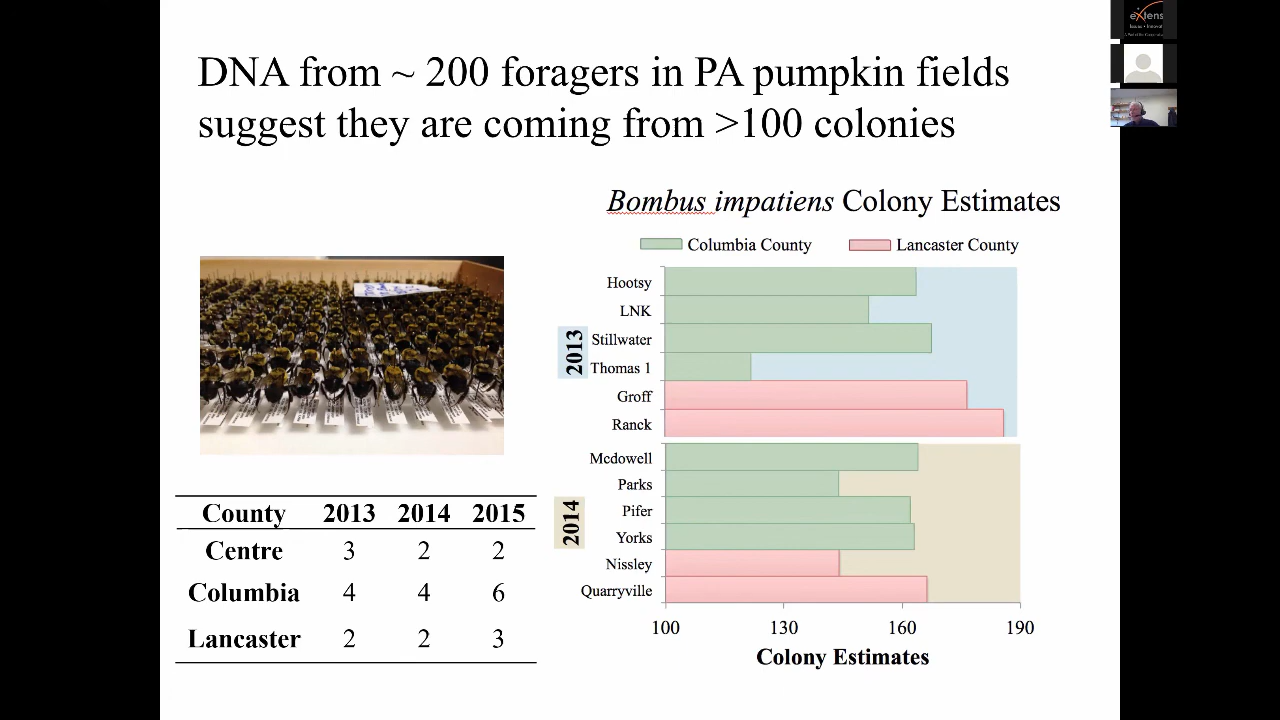 DNA from ~ 200 foragers in PA pumpkin fields
suggest they are coming from >100 colonies
Bombus impatiens Colony Estimates
Columbia County
Lancaster County
2013
Hootsy
LNK
Stillwater
Thomas 1
Groff
Ranck
2014
Mcdowell
Parks
Pifer
Yorks
Nissley
Quarryville
100 130 160 190
Colony Estimates
County 2013 2014 2015
Centre 3 2 2
Columbia 4 4 6
Lancaster 2 2 3
eXtens